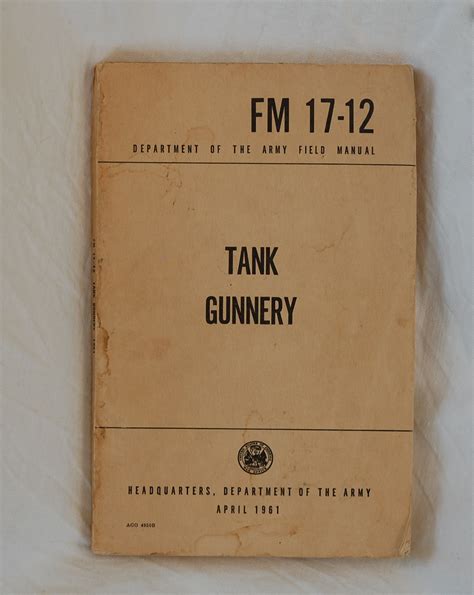 FM 17-12
DEPARTMENT OF THE ARMY FIELD MANUAL
TANK
GUNNERY
HEADQUARTERS, DEPARTMENT OF THE ARMY
APRIL 1961